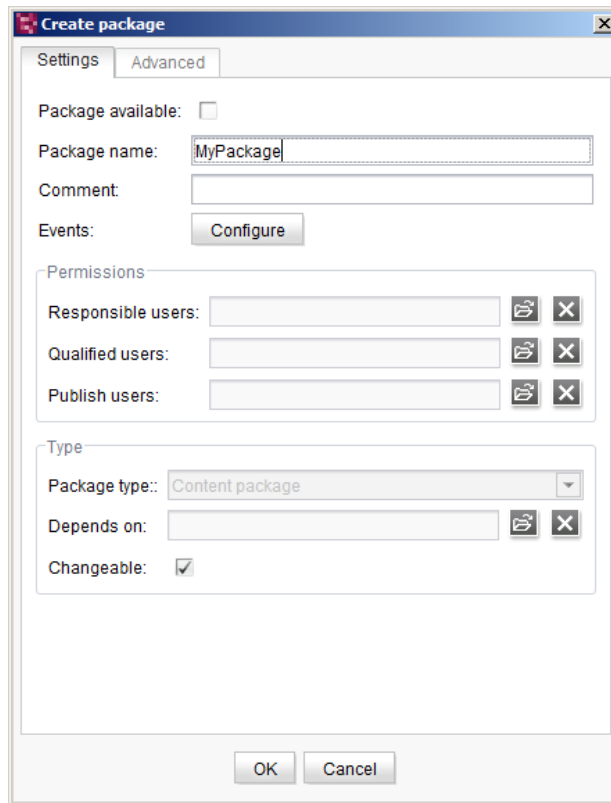 Create package
Settings Advanced
Package available:
Package name: MyPackage
Comment:
Events: Configure
Permissions
Responsible users:
Qualified users:
Publish users:
Type
Package type:: Content package
Depends on:
Changeable:
OK Cancel